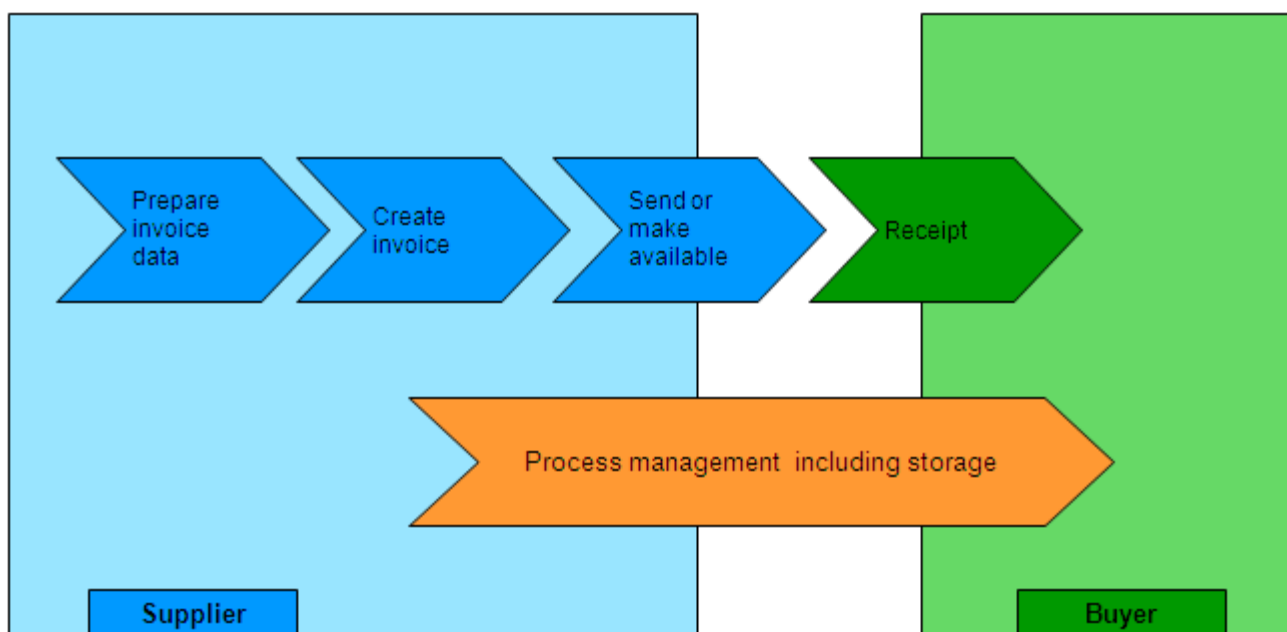 Prepare
invoice
data
Create
invoice
Send or
make
available
Receipt
Process management  including storage
Supplier
Buyer